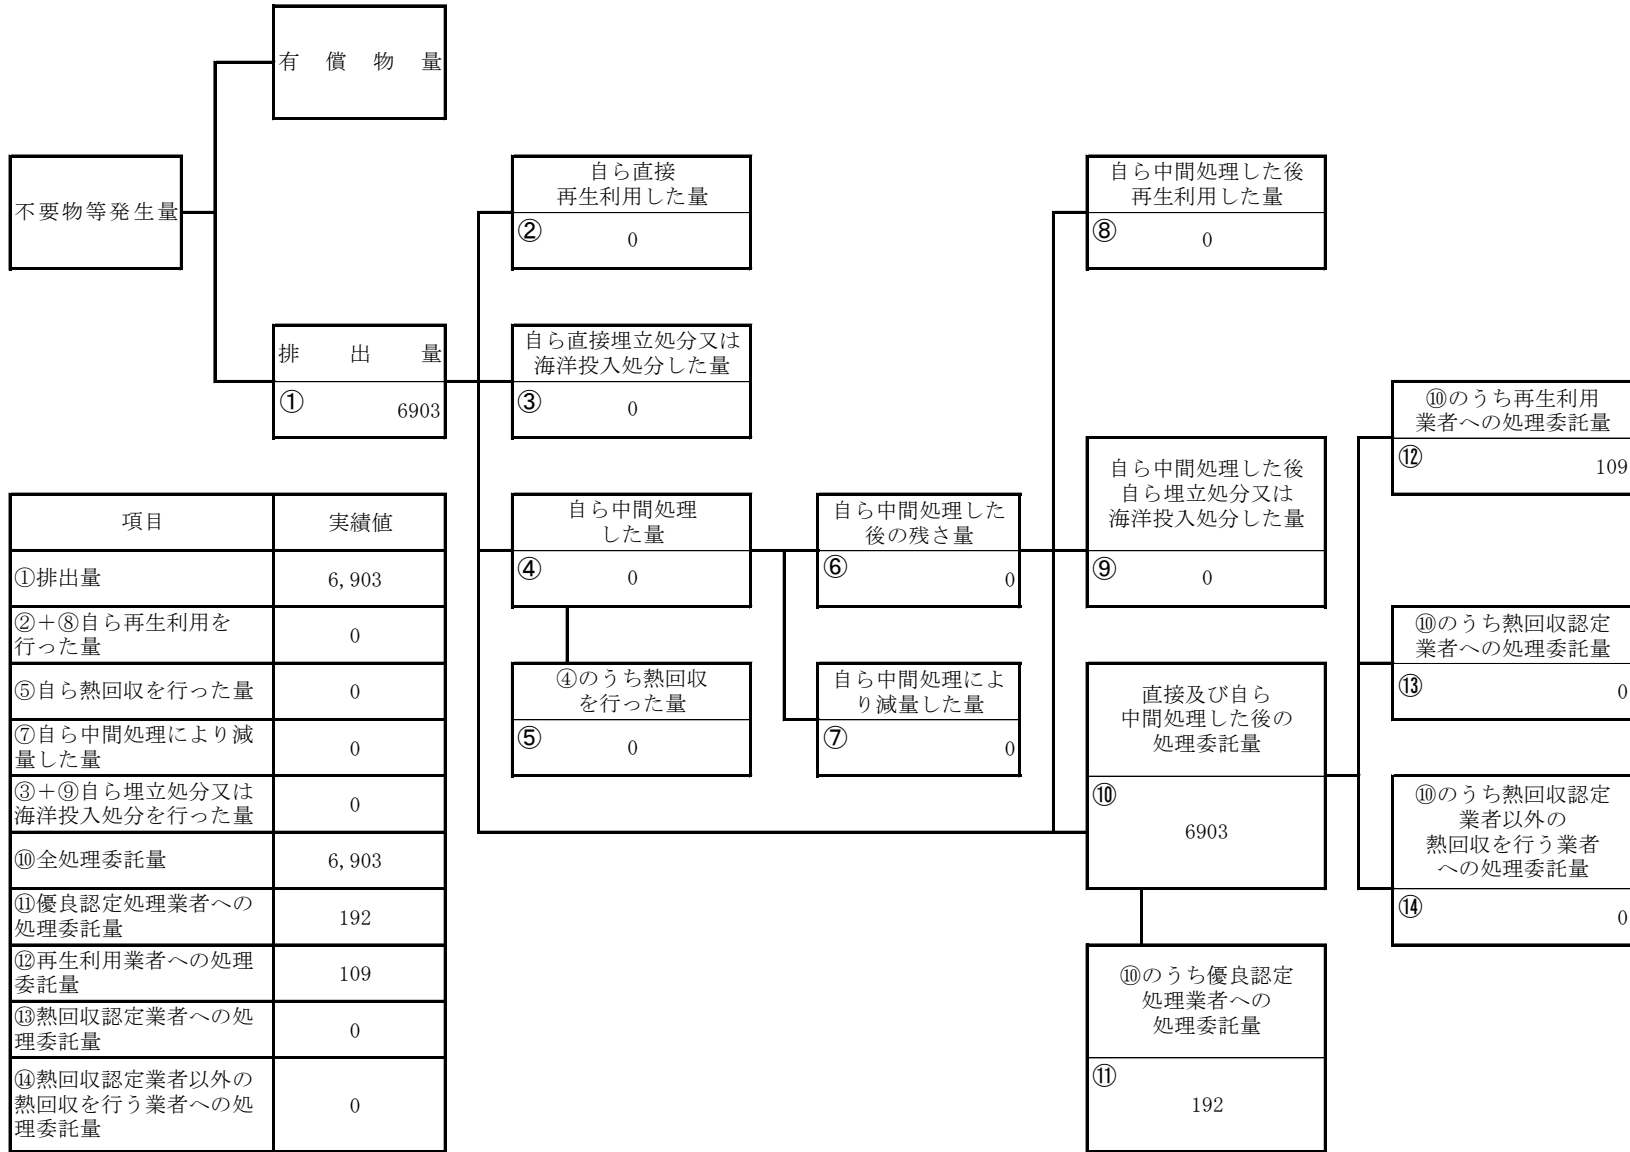 有償物量
不要物等発生量
排出量
① 6903
自ら直接
再生利用した量
② 0
自ら直接埋立処分又は
海洋投入処分した量
③ 0
自ら中間処理
した量
④ 0
④のうち熱回収
を行った量
⑤ 0
自ら中間処理した
後の残さ量
⑥ 0
自ら中間処理によ
り減量した量
⑦ 0
自ら中間処理した後
再生利用した量
⑧ 0
自ら中間処理した後
自ら埋立処分又は
海洋投入処分した量
⑨ 0
直接及び自ら
中間処理した後の
処理委託量
⑩
6903
⑩のうち優良認定
処理業者への
処理委託量
⑪
192
⑩のうち再生利用
業者への処理委託量
⑫ 109
⑩のうち熱回収認定
業者への処理委託量
⑬ 0
⑩のうち熱回収認定
業者以外の
熱回収を行う業者
への処理委託量
⑭ 0
項目 実績値
①排出量 6,903
②+⑧自ら再生利用を
行った量 0
⑤自ら熱回収を行った量 0
⑦自ら中間処理により減
量した量 0
③+⑨自ら埋立処分又は
海洋投入処分を行った量 0
⑩全処理委託量 6,903
⑪優良認定処理業者への
処理委託量 192
⑫再生利用業者への処理
委託量 109
⑬熱回収認定業者への処
理委託量 0
⑭熱回収認定業者以外の
熱回収を行う業者への処
理委託量 0